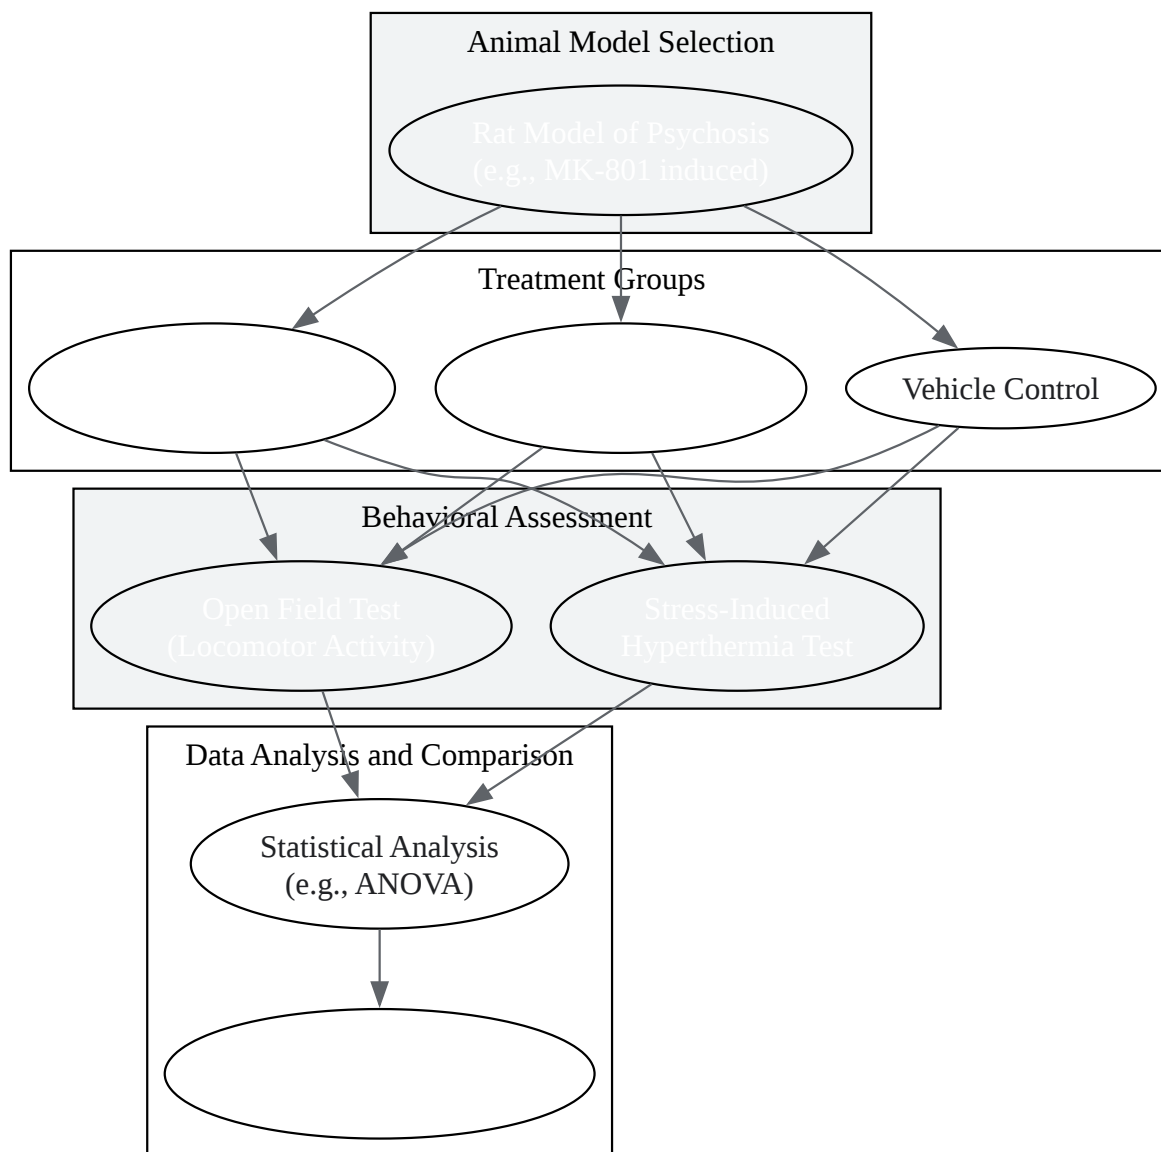 Animal Model Selection
Rat Model of Psychosis
(e.g., MK-801 induced)
Treatment Groups
Vehicle Control
Behavioral Assessment
Open Field Test
(Locomotor Activity)
Stress-Induced
Hyperthermia Test
Data Analysis and Comparison
Statistical Analysis
(e.g., ANOVA)